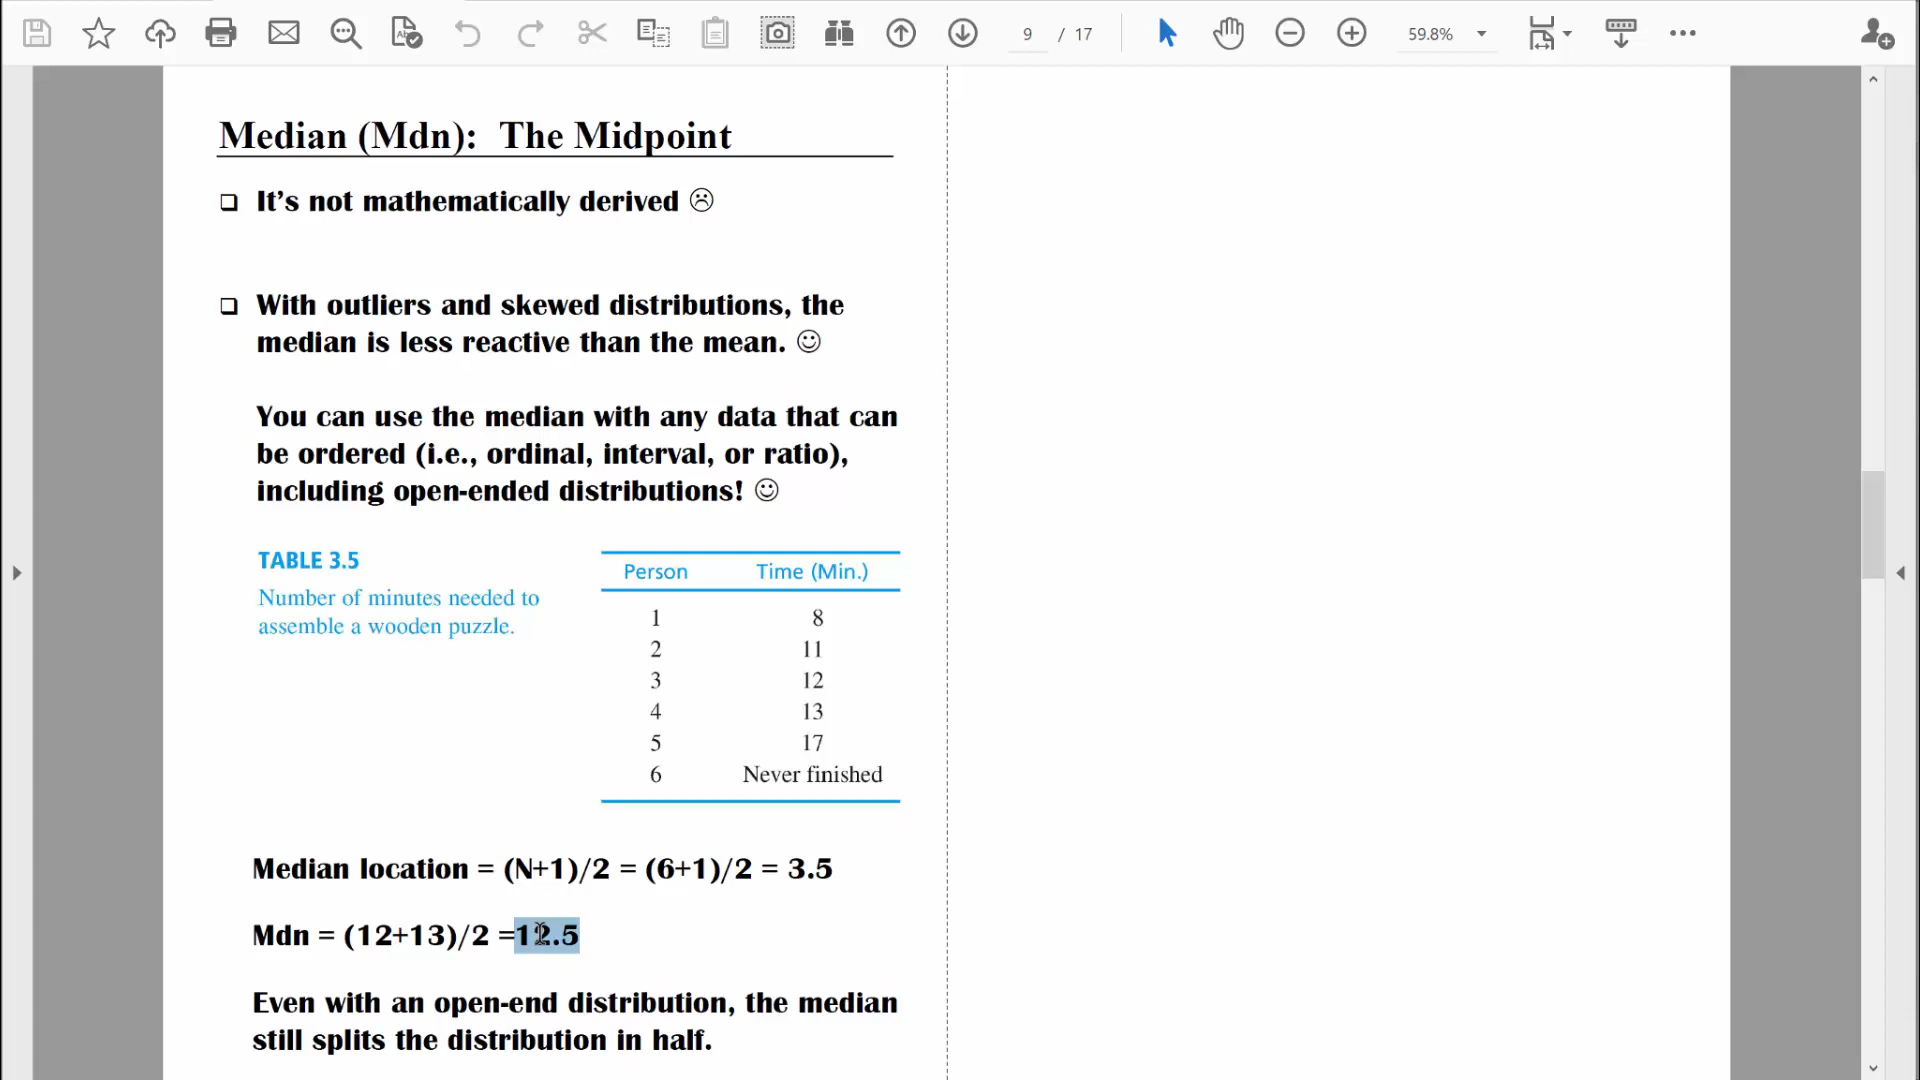 9 / 17
59.8%
Median (Mdn): The Midpoint
It's not mathematically derived ☹
With outliers and skewed distributions, the
median is less reactive than the mean. ☺
You can use the median with any data that can
be ordered (i.e., ordinal, interval, or ratio),
including open-ended distributions! ☺
TABLE 3.5
Number of minutes needed to
assemble a wooden puzzle.
Person Time (Min.)
1 8
2 11
3 12
4 13
5 17
6 Never finished
Median location = (N+1)/2 = (6+1)/2 = 3.5
Mdn = (12+13)/2 =12.5
Even with an open-end distribution, the median
still splits the distribution in half.